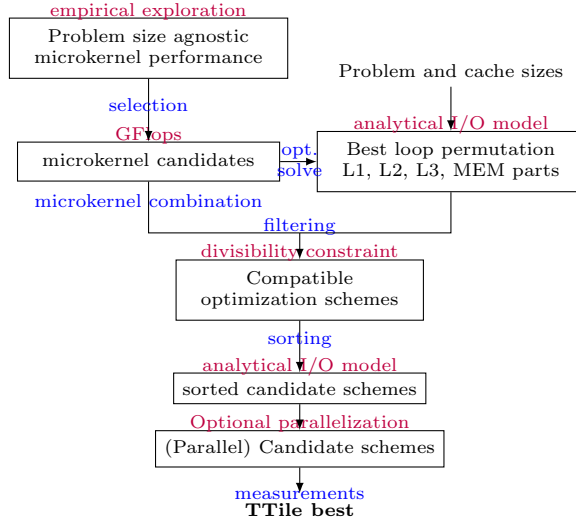 empirical exploration
Problem size agnostic
microkernel performance
Problem and cache sizes
selection
GFlops
analytical I/O model
microkernel candidates
opt.
solve
Best loop permutation
L1, L2, L3, MEM parts
microkernel combination
filtering
divisibility constraint
Compatible
optimization schemes
sorting
analytical I/O model
sorted candidate schemes
Optional parallelization
(Parallel) Candidate schemes
measurements
TTile best